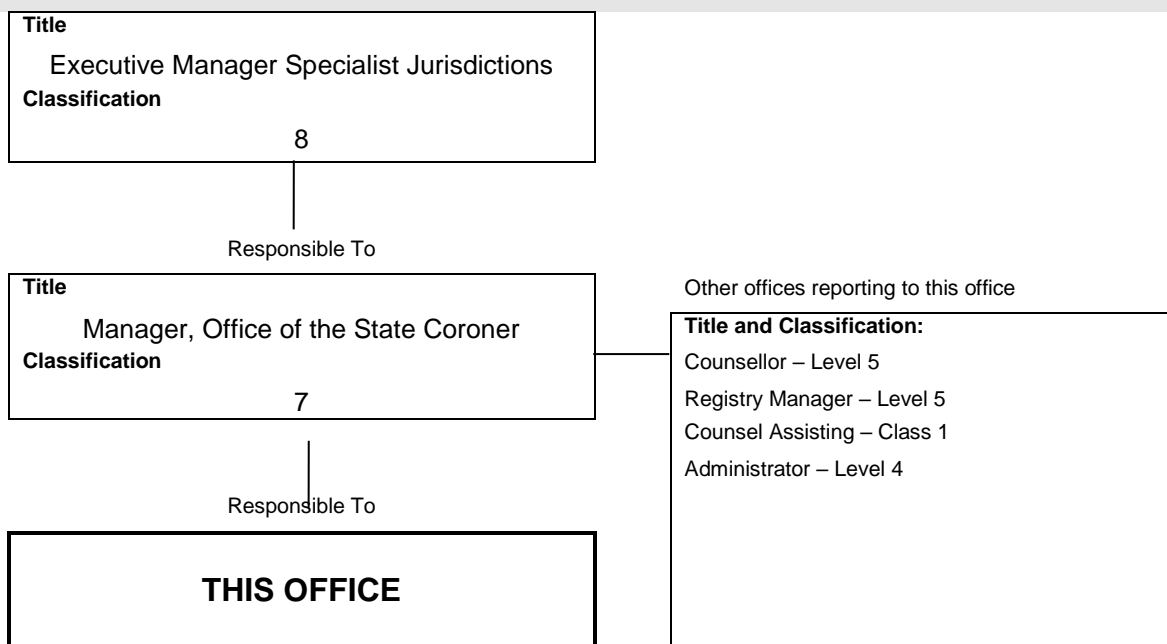 Title
Executive Manager Specialist Jurisdictions
Classification
8
Responsible To
Title
Manager, Office of the State Coroner
Classification
7
Other offices reporting to this office
Title and Classification:
Counsellor – Level 5
Registry Manager – Level 5
Counsel Assisting – Class 1
Administrator – Level 4
Responsible To
THIS OFFICE